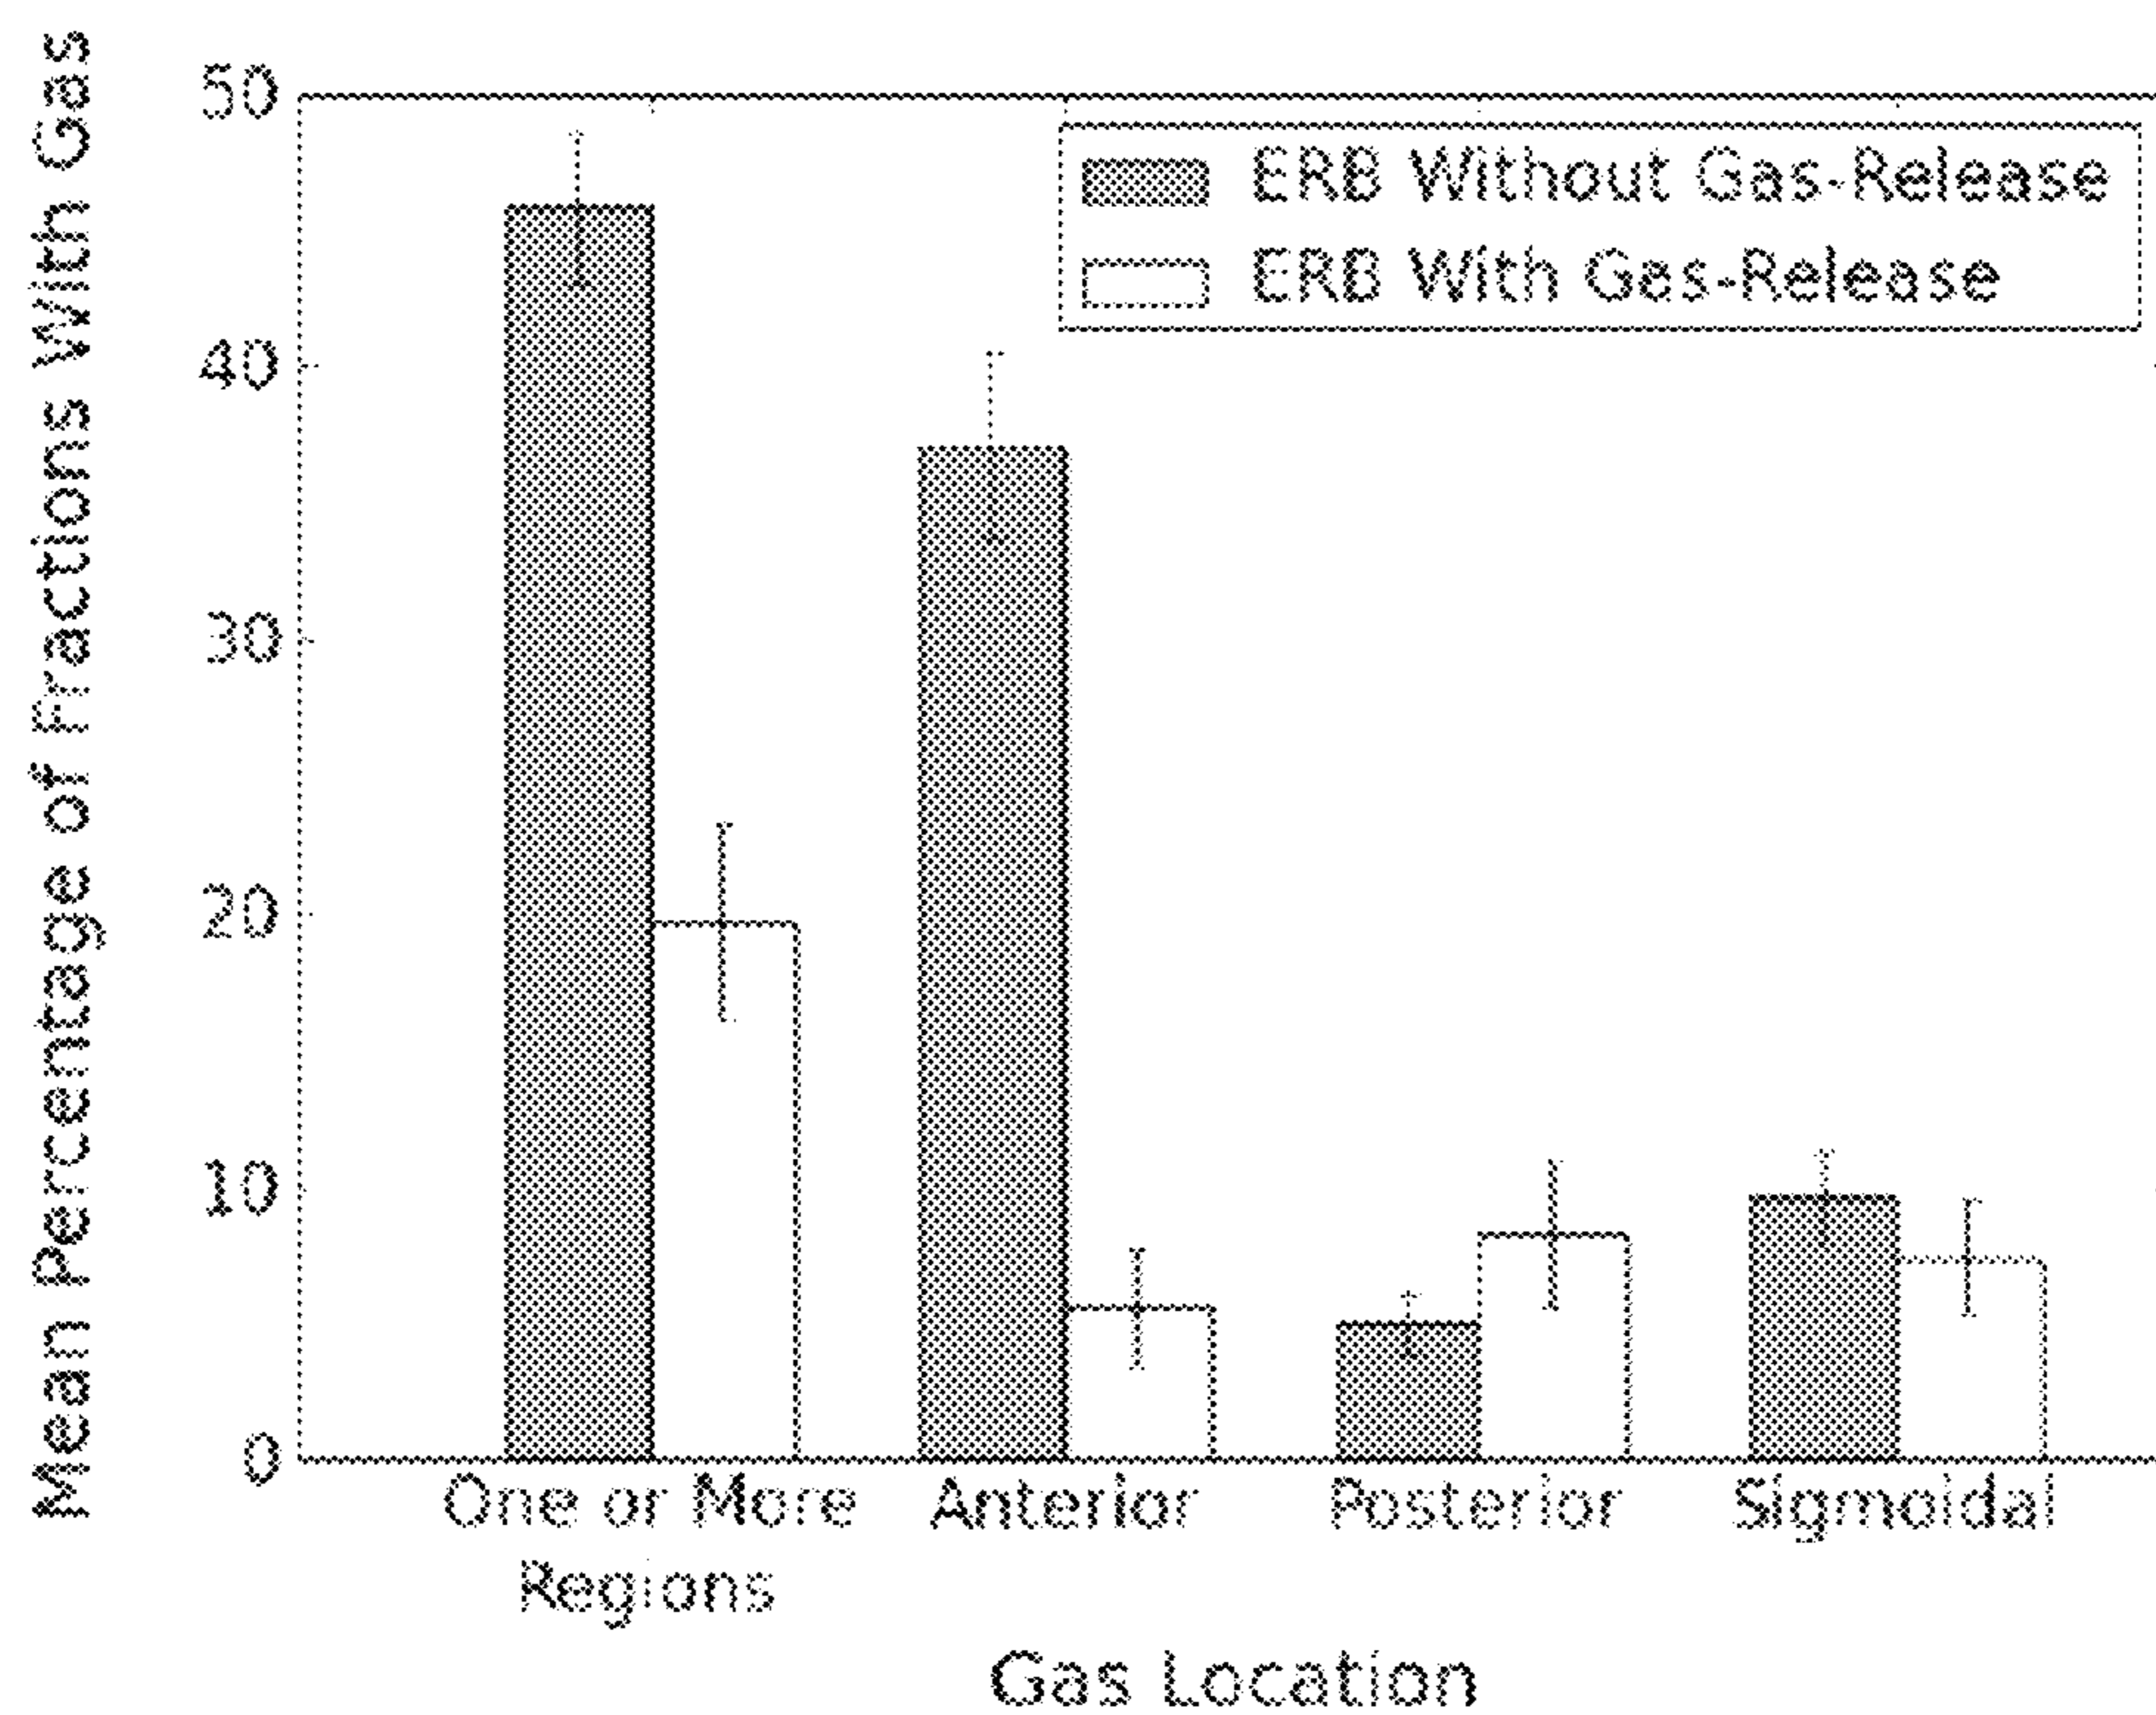 Mean Percentage of Fractions With Gas
50
40
30
20
10
0
ERB Without Gas-Release
ERB With Gas-Release
One or More
Regions
Anterior
Posterior
Sigmoidal
Gas Location